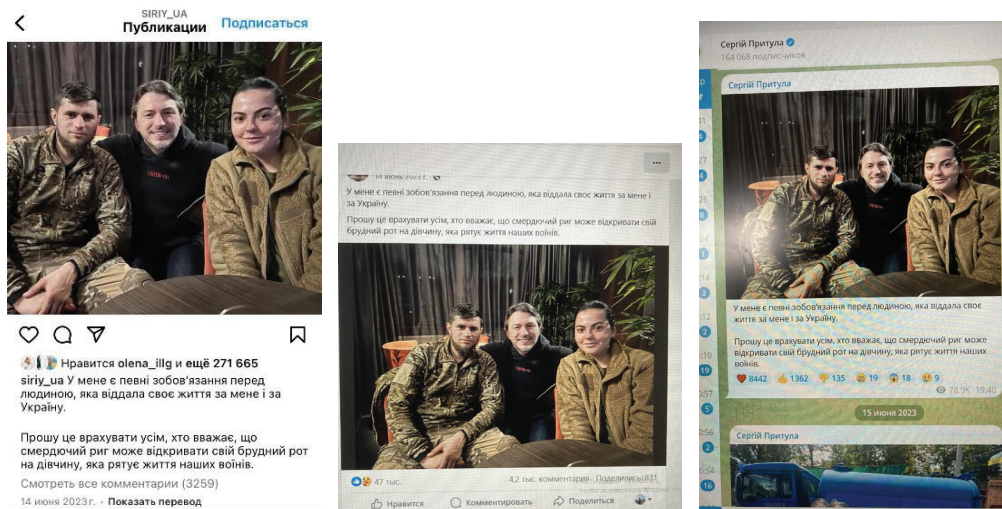 SIRIY_UA
Публикации
Подписаться
Нравится olena_illg и ещё 271 665
siriy_ua У мене є певні зобов'язання перед
людиною, яка віддала своє життя за мене і за
Україну.
Прошу це врахувати усім, хто вважає, що
смердючий риг може відкривати свій брудний рот
на дівчину, яка рятує життя наших воїнів.
Смотреть все комментарии (3259)
14 июня 2023 г. · Показать перевод
14 июня 2023 г.
У мене є певні зобов'язання перед людиною, яка віддала своє життя за мене і
за Україну.
Прошу це врахувати усім, хто вважає, що смердючий риг може відкривати свій
брудний рот на дівчину, яка рятує життя наших воїнів.
47 тыс.
4,2 тыс. комментария Поделились: 831
Нравится
Комментировать
Поделиться
Сергій Притула
164 068 подписчиков
Сергій Притула
У мене є певні зобов'язання перед людиною, яка віддала своє
життя за мене і за Україну.
Прошу це врахувати усім, хто вважає, що смердючий риг може
відкривати свій брудний рот на дівчину, яка рятує життя наших
воїнів.
8442 1362 135 19 18 9
78.9K 19:40
15 июня 2023
Сергій Притула